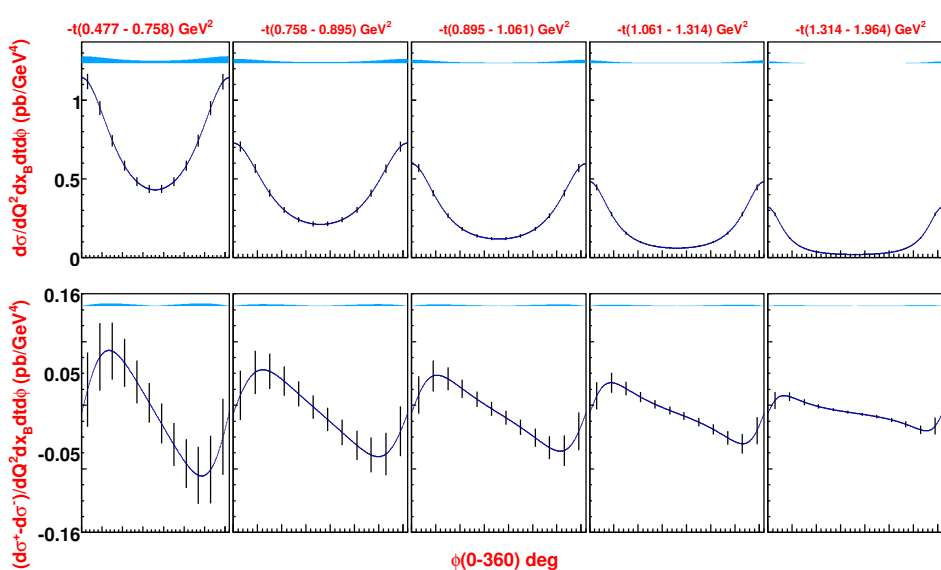 -t(0.477 - 0.758) GeV²
-t(0.758 - 0.895) GeV²
-t(0.895 - 1.061) GeV²
-t(1.061 - 1.314) GeV²
-t(1.314 - 1.964) GeV²
dσ/dQ²dx_Bdtdϕ (pb/GeV⁴)
1
0.5
0
(dσ⁺-dσ⁻)/dQ²dx_Bdtdϕ (pb/GeV⁴)
0.16
0.05
-0.05
-0.16
ϕ(0-360) deg